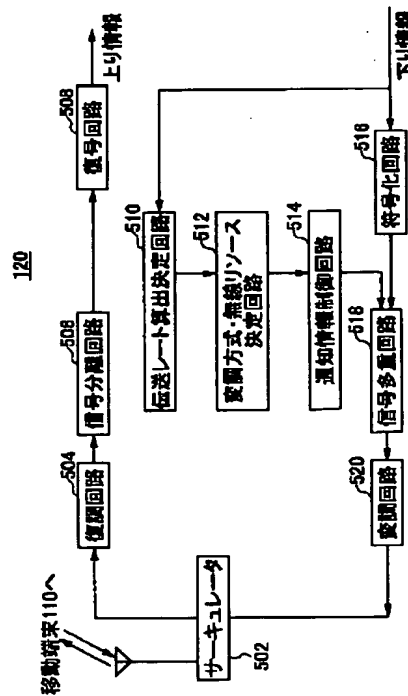 120
移動端末110へ
サーキュレータ
502
復調回路
504
信号分離回路
508
復号回路
508
上り情報
伝送レート算出決定回路
510
変調方式・無線リソース
決定回路
512
通知情報制御回路
514
符号化回路
516
下り情報
信号多重回路
518
変調回路
520